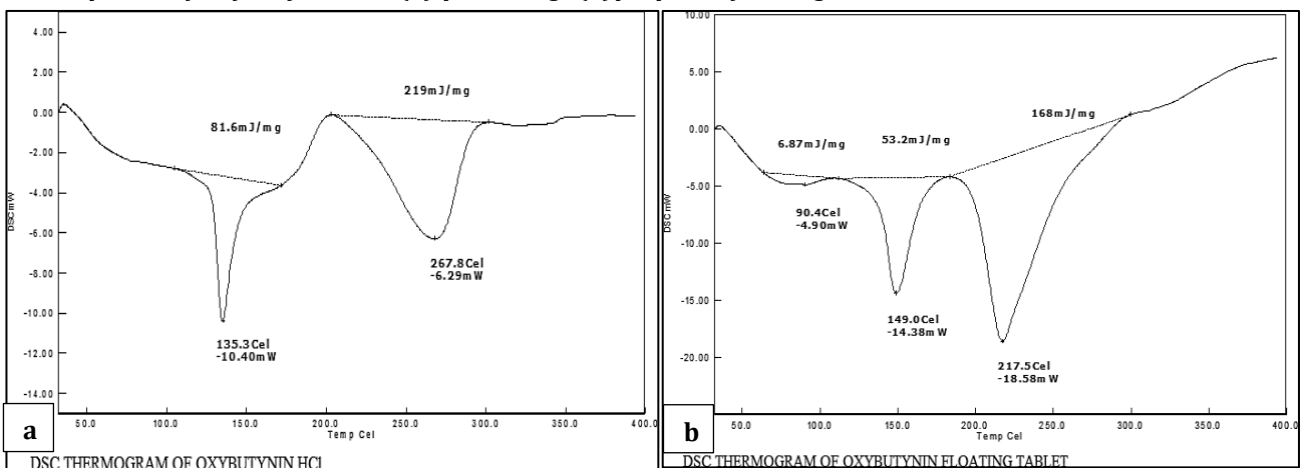 4.00
2.00
0.00
-2.00
-4.00
-6.00
-8.00
-10.00
-12.00
-14.00
DSC mW
81.6mJ/mg
219mJ/mg
135.3Cel
-10.40mW
267.8Cel
-6.29mW
50.0 100.0 150.0 200.0 250.0 300.0 350.0 400.0
Temp Cel
a
DSC THERMOGRAM OF OXYBUTYNIN HCl
10.00
5.00
0.00
-5.00
-10.00
-15.00
-20.00
DSC mW
6.87mJ/mg
53.2mJ/mg
168mJ/mg
90.4Cel
-4.90mW
149.0Cel
-14.38mW
217.5Cel
-18.58mW
50.0 100.0 150.0 200.0 250.0 300.0 350.0 400.0
Temp Cel
b
DSC THERMOGRAM OF OXYBUTYNIN FLOATING TABLET